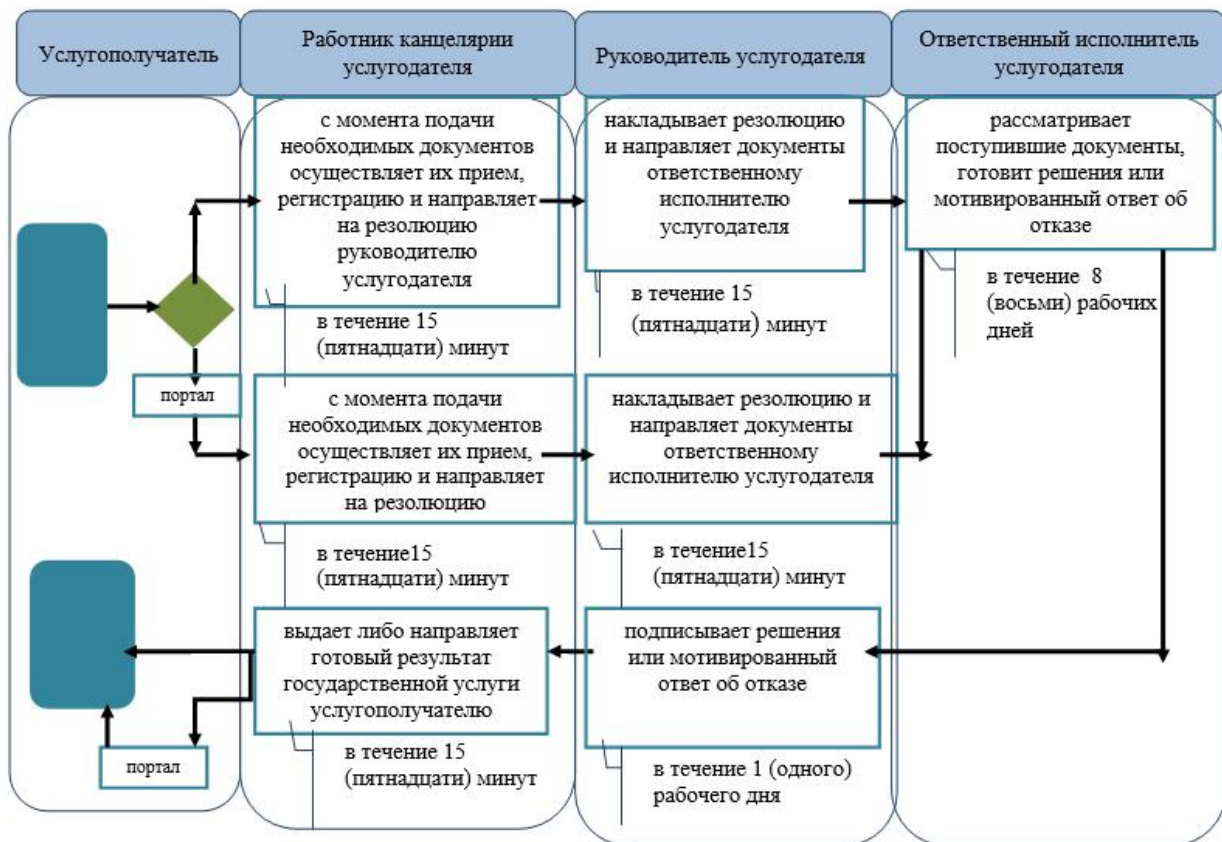 Услугополучатель
Работник канцелярии
услугодателя
Руководитель услугодателя
Ответственный исполнитель
услугодателя
с момента подачи
необходимых документов
осуществляет их прием,
регистрацию и направляет
на резолюцию
руководителю
услугодателя
накладывает резолюцию
и направляет документы
ответственному
исполнителю
услугодателя
рассматривает
поступившие документы,
готовит решения или
мотивированный ответ об
отказе
в течение 15
(пятнадцати) минут
в течение 15
(пятнадцати) минут
в течение 8
(восьми) рабочих
дней
портал
с момента подачи
необходимых документов
осуществляет их прием,
регистрацию и направляет
на резолюцию
накладывает резолюцию и
направляет документы
ответственному
исполнителю услугодателя
в течение15
(пятнадцати) минут
в течение15
(пятнадцати) минут
выдает либо направляет
готовый результат
государственной услуги
услугополучателю
подписывает решения
или мотивированный
ответ об отказе
портал
в течение 15
(пятнадцати) минут
в течение 1 (одного)
рабочего дня